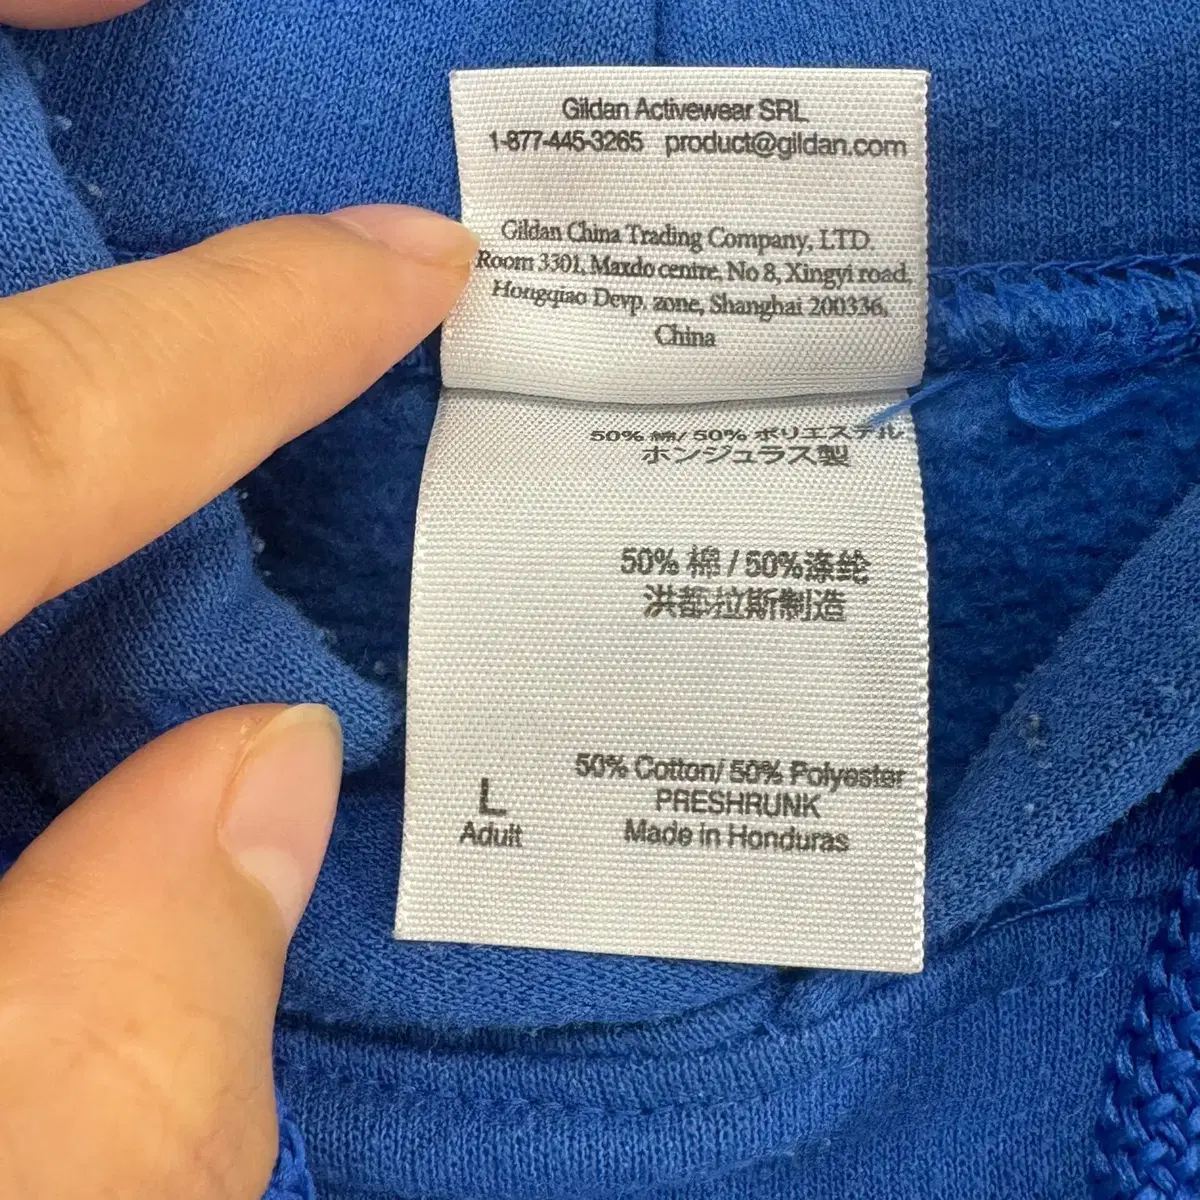 Gildan Activewear SRL
1-877-445-3265 product@gildan.com
Gildan China Trading Company, LTD.
Room 3301, Maxdo centre, No 8, Xingyi road,
Hongqiao Devp. zone, Shanghai 200336,
China
50% 綿/ 50% ポリエステル
ホンジュラス製
50% 棉 / 50%涤纶
洪都拉斯制造
50% Cotton/ 50% Polyester
PRESHRUNK
Made in Honduras
L
Adult